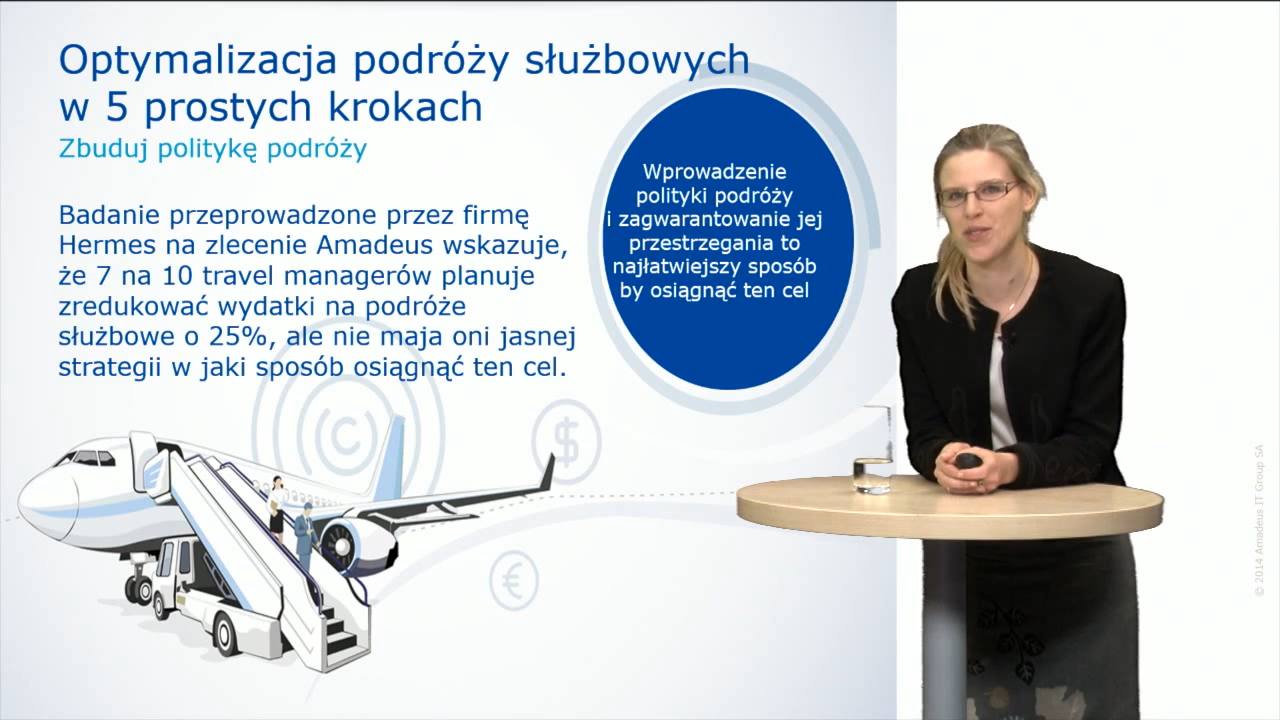 Optymalizacja podróży służbowych
w 5 prostych krokach
Zbuduj politykę podróży
Badanie przeprowadzone przez firmę
Hermes na zlecenie Amadeus wskazuje,
że 7 na 10 travel managerów planuje
zredukować wydatki na podróże
służbowe o 25%, ale nie maja oni jasnej
strategii w jaki sposób osiągnąć ten cel.
Wprowadzenie
polityki podróży
i zagwarantowanie jej
przestrzegania to
najłatwiejszy sposób
by osiągnąć ten cel
© 2014 Amadeus IT Group SA